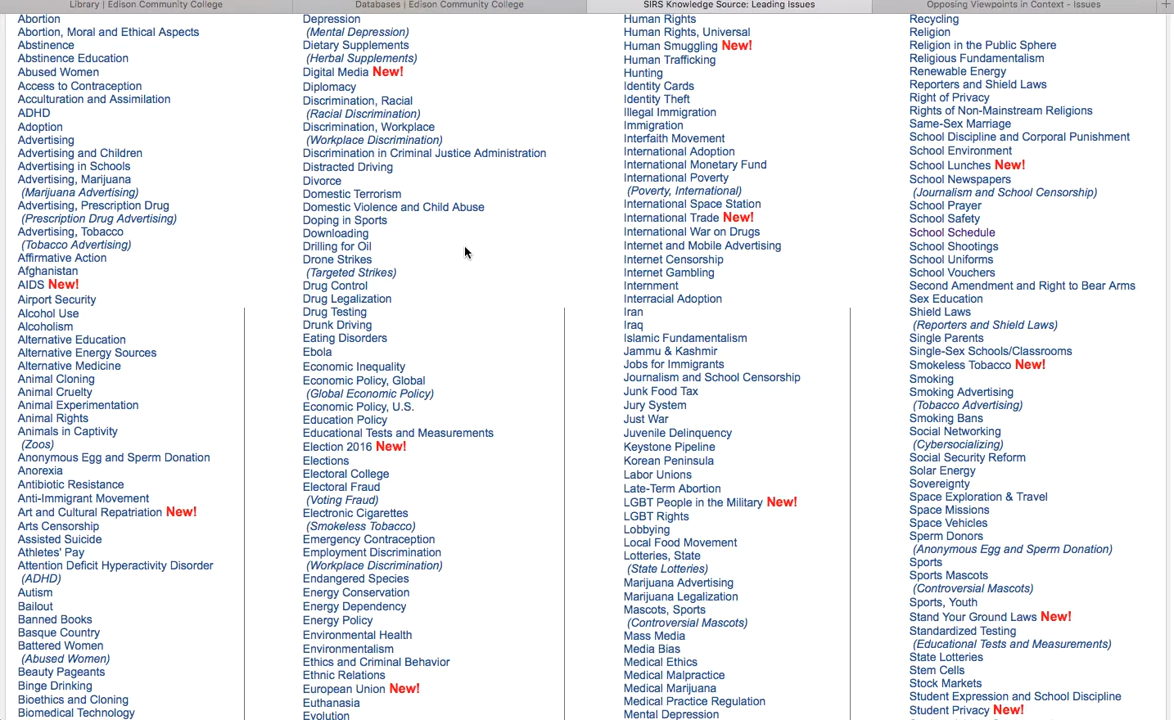 Library | Edison Community College
Databases | Edison Community College
SIRS Knowledge Source: Leading Issues
Opposing Viewpoints in Context - Issues
Abortion, Moral and Ethical Aspects
Abstinence
Abstinence Education
Abused Women
Access to Contraception
Acculturation and Assimilation
ADHD
Adoption
Advertising
Advertising and Children
Advertising in Schools
Advertising, Marijuana
(Marijuana Advertising)
Advertising, Prescription Drug
(Prescription Drug Advertising)
Advertising, Tobacco
(Tobacco Advertising)
Affirmative Action
Afghanistan
AIDS New!
Airport Security
Alcohol Use
Alcoholism
Alternative Education
Alternative Energy Sources
Alternative Medicine
Animal Cloning
Animal Cruelty
Animal Experimentation
Animal Rights
Animals in Captivity
(Zoos)
Anonymous Egg and Sperm Donation
Anorexia
Antibiotic Resistance
Anti-Immigrant Movement
Art and Cultural Repatriation New!
Arts Censorship
Assisted Suicide
Athletes' Pay
Attention Deficit Hyperactivity Disorder
(ADHD)
Autism
Bailout
Banned Books
Basque Country
Battered Women
(Abused Women)
Beauty Pageants
Binge Drinking
Bioethics and Cloning
Biomedical Technology
Depression
(Mental Depression)
Dietary Supplements
(Herbal Supplements)
Digital Media New!
Diplomacy
Discrimination, Racial
(Racial Discrimination)
Discrimination, Workplace
(Workplace Discrimination)
Discrimination in Criminal Justice Administration
Distracted Driving
Divorce
Domestic Terrorism
Domestic Violence and Child Abuse
Doping in Sports
Downloading
Drilling for Oil
Drone Strikes
(Targeted Strikes)
Drug Control
Drug Legalization
Drug Testing
Drunk Driving
Eating Disorders
Ebola
Economic Inequality
Economic Policy, Global
(Global Economic Policy)
Economic Policy, U.S.
Education Policy
Educational Tests and Measurements
Election 2016 New!
Elections
Electoral College
Electoral Fraud
(Voting Fraud)
Electronic Cigarettes
(Smokeless Tobacco)
Emergency Contraception
Employment Discrimination
(Workplace Discrimination)
Endangered Species
Energy Conservation
Energy Dependency
Energy Policy
Environmental Health
Environmentalism
Ethics and Criminal Behavior
Ethnic Relations
European Union New!
Euthanasia
Evolution
Human Rights
Human Rights, Universal
Human Smuggling New!
Human Trafficking
Hunting
Identity Cards
Identity Theft
Illegal Immigration
Immigration
Interfaith Movement
International Adoption
International Monetary Fund
International Poverty
(Poverty, International)
International Space Station
International Trade New!
International War on Drugs
Internet and Mobile Advertising
Internet Censorship
Internet Gambling
Internment
Interracial Adoption
Iran
Iraq
Islamic Fundamentalism
Jammu & Kashmir
Jobs for Immigrants
Journalism and School Censorship
Junk Food Tax
Jury System
Just War
Juvenile Delinquency
Keystone Pipeline
Korean Peninsula
Labor Unions
Late-Term Abortion
LGBT People in the Military New!
LGBT Rights
Lobbying
Local Food Movement
Lotteries, State
(State Lotteries)
Marijuana Advertising
Marijuana Legalization
Mascots, Sports
(Controversial Mascots)
Mass Media
Media Bias
Medical Ethics
Medical Malpractice
Medical Marijuana
Medical Practice Regulation
Mental Depression
Recycling
Religion
Religion in the Public Sphere
Religious Fundamentalism
Renewable Energy
Reporters and Shield Laws
Right of Privacy
Rights of Non-Mainstream Religions
Same-Sex Marriage
School Discipline and Corporal Punishment
School Environment
School Lunches New!
School Newspapers
(Journalism and School Censorship)
School Prayer
School Safety
School Schedule
School Shootings
School Uniforms
School Vouchers
Second Amendment and Right to Bear Arms
Sex Education
Shield Laws
(Reporters and Shield Laws)
Single Parents
Single-Sex Schools/Classrooms
Smokeless Tobacco New!
Smoking
Smoking Advertising
(Tobacco Advertising)
Smoking Bans
Social Networking
(Cybersocializing)
Social Security Reform
Solar Energy
Sovereignty
Space Exploration & Travel
Space Missions
Space Vehicles
Sperm Donors
(Anonymous Egg and Sperm Donation)
Sports
Sports Mascots
(Controversial Mascots)
Sports, Youth
Stand Your Ground Laws New!
Standardized Testing
(Educational Tests and Measurements)
State Lotteries
Stem Cells
Stock Markets
Student Expression and School Discipline
Student Privacy New!